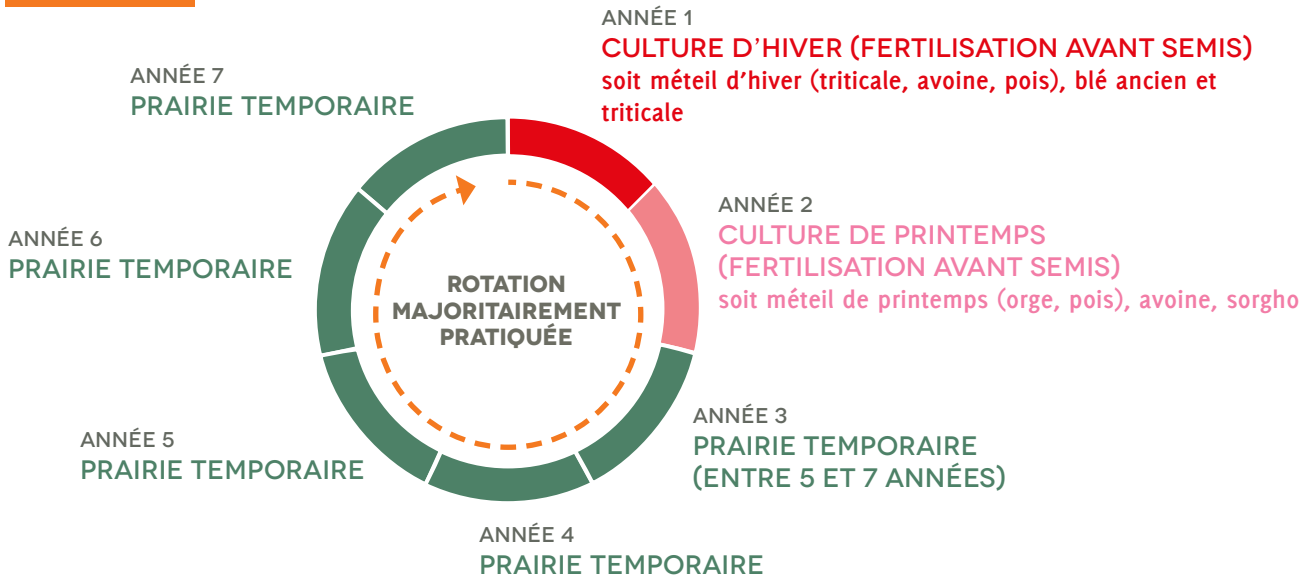 ANNÉE 1
CULTURE D'HIVER (FERTILISATION AVANT SEMIS)
soit méteil d'hiver (triticale, avoine, pois), blé ancien et
triticale
ANNÉE 2
CULTURE DE PRINTEMPS
(FERTILISATION AVANT SEMIS)
soit méteil de printemps (orge, pois), avoine, sorgho
ANNÉE 3
PRAIRIE TEMPORAIRE
(ENTRE 5 ET 7 ANNÉES)
ANNÉE 4
PRAIRIE TEMPORAIRE
ANNÉE 5
PRAIRIE TEMPORAIRE
ANNÉE 6
PRAIRIE TEMPORAIRE
ANNÉE 7
PRAIRIE TEMPORAIRE
ROTATION
MAJORITAIREMENT
PRATIQUÉE